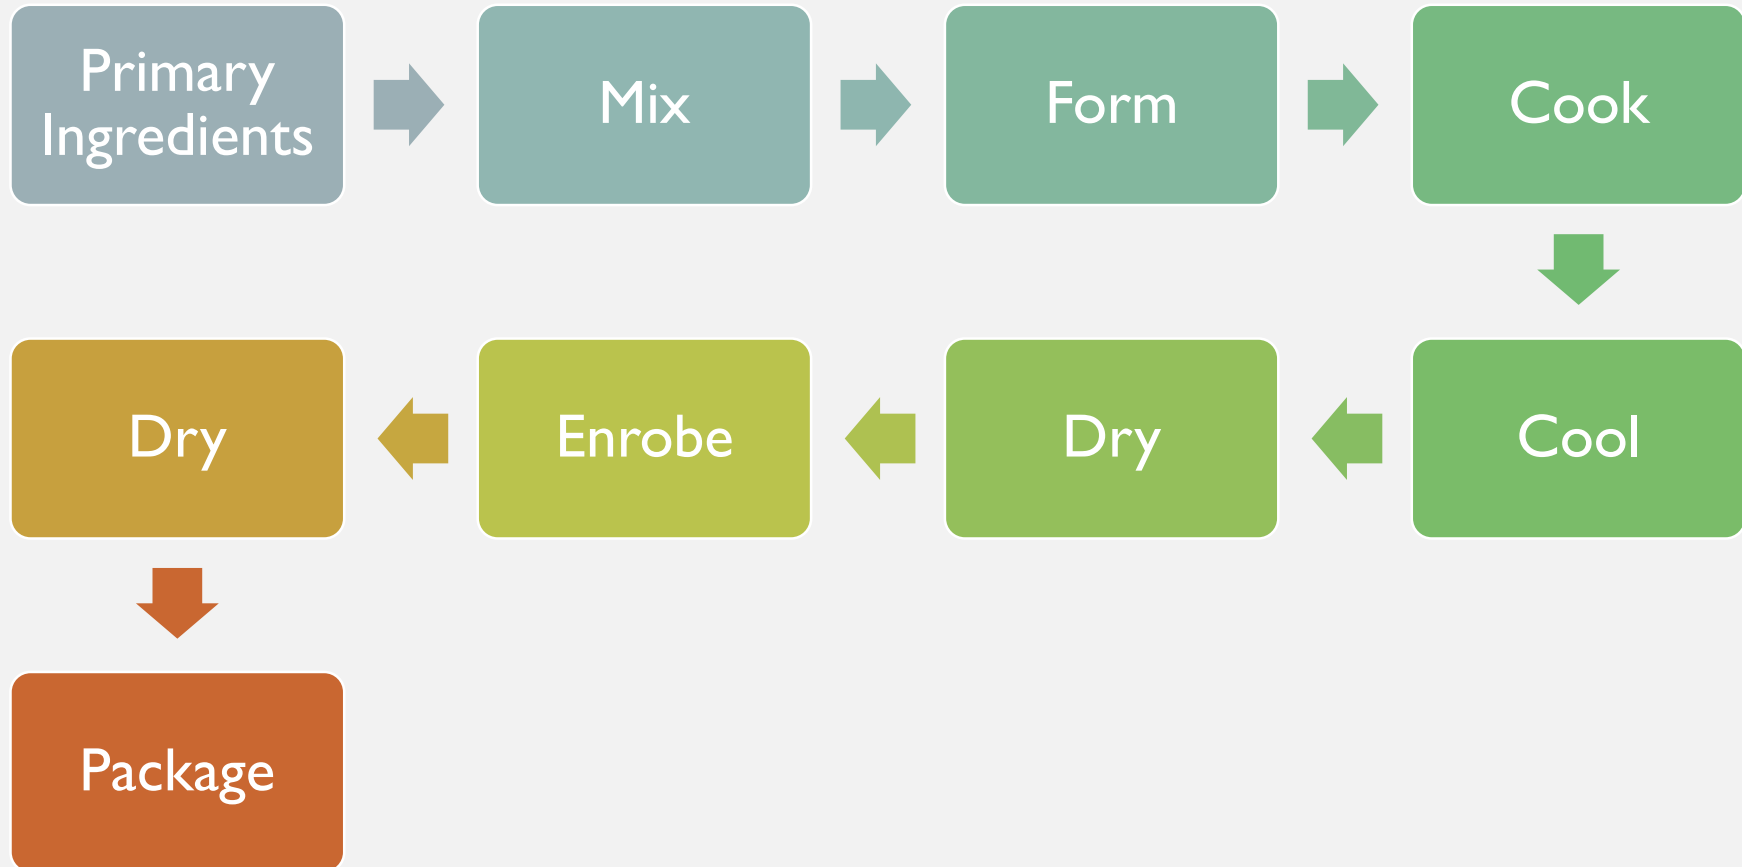 Primary
Ingredients
Mix
Form
Cook
Cool
Dry
Enrobe
Dry
Package